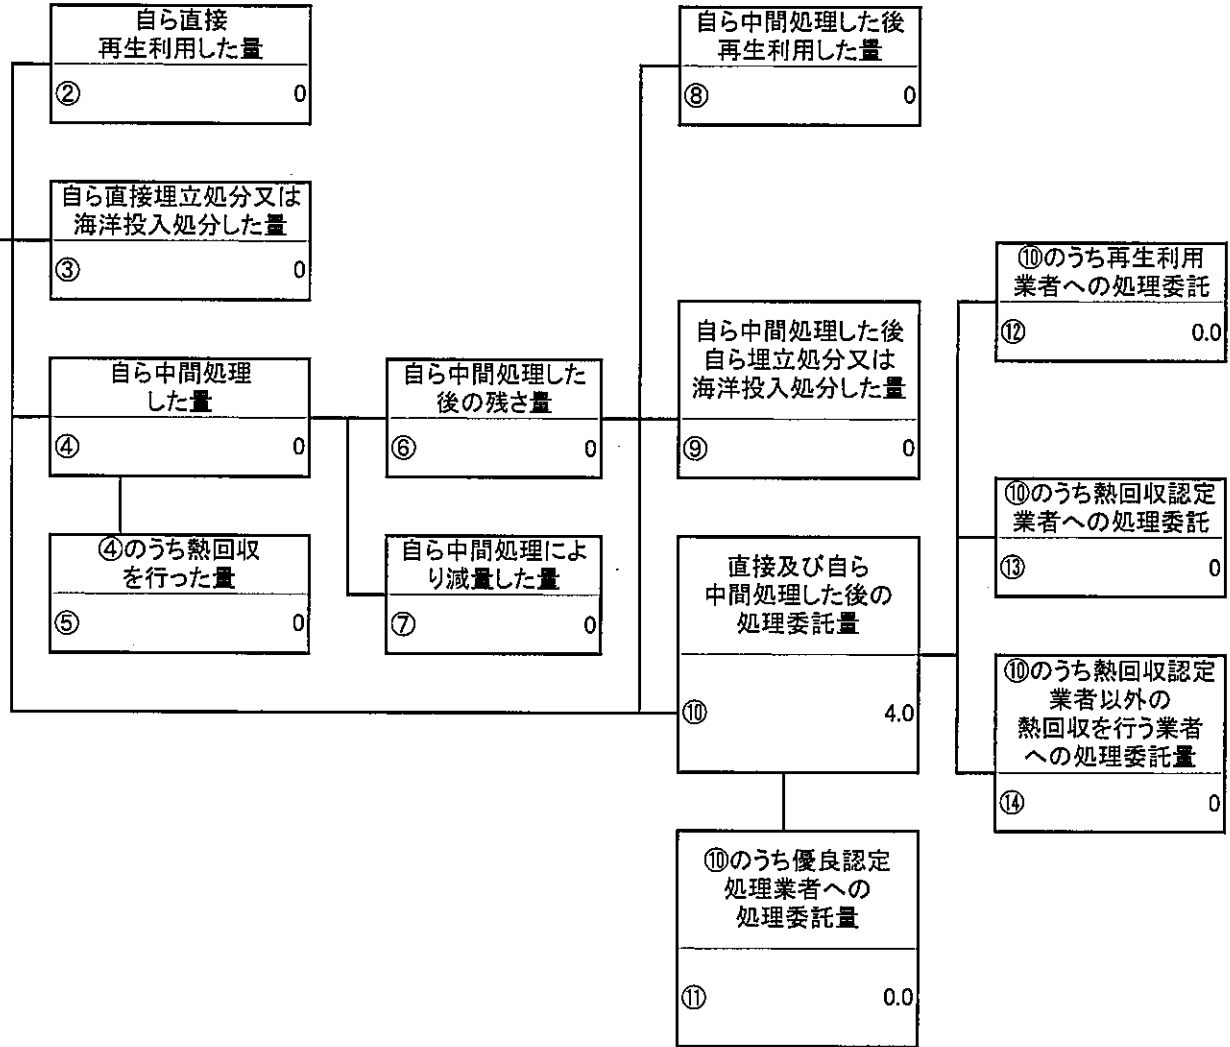 自ら直接
再生利用した量
② 0
自ら直接埋立処分又は
海洋投入処分した量
③ 0
自ら中間処理
した量
④ 0
④のうち熱回収
を行った量
⑤ 0
自ら中間処理した
後の残さ量
⑥ 0
自ら中間処理によ
り減量した量
⑦ 0
自ら中間処理した後
再生利用した量
⑧ 0
自ら中間処理した後
自ら埋立処分又は
海洋投入処分した量
⑨ 0
直接及び自ら
中間処理した後の
処理委託量
⑩ 4.0
⑩のうち優良認定
処理業者への
処理委託量
⑪ 0.0
⑩のうち再生利用
業者への処理委託
⑫ 0.0
⑩のうち熱回収認定
業者への処理委託
⑬ 0
⑩のうち熱回収認定
業者以外の
熱回収を行う業者
への処理委託量
⑭ 0